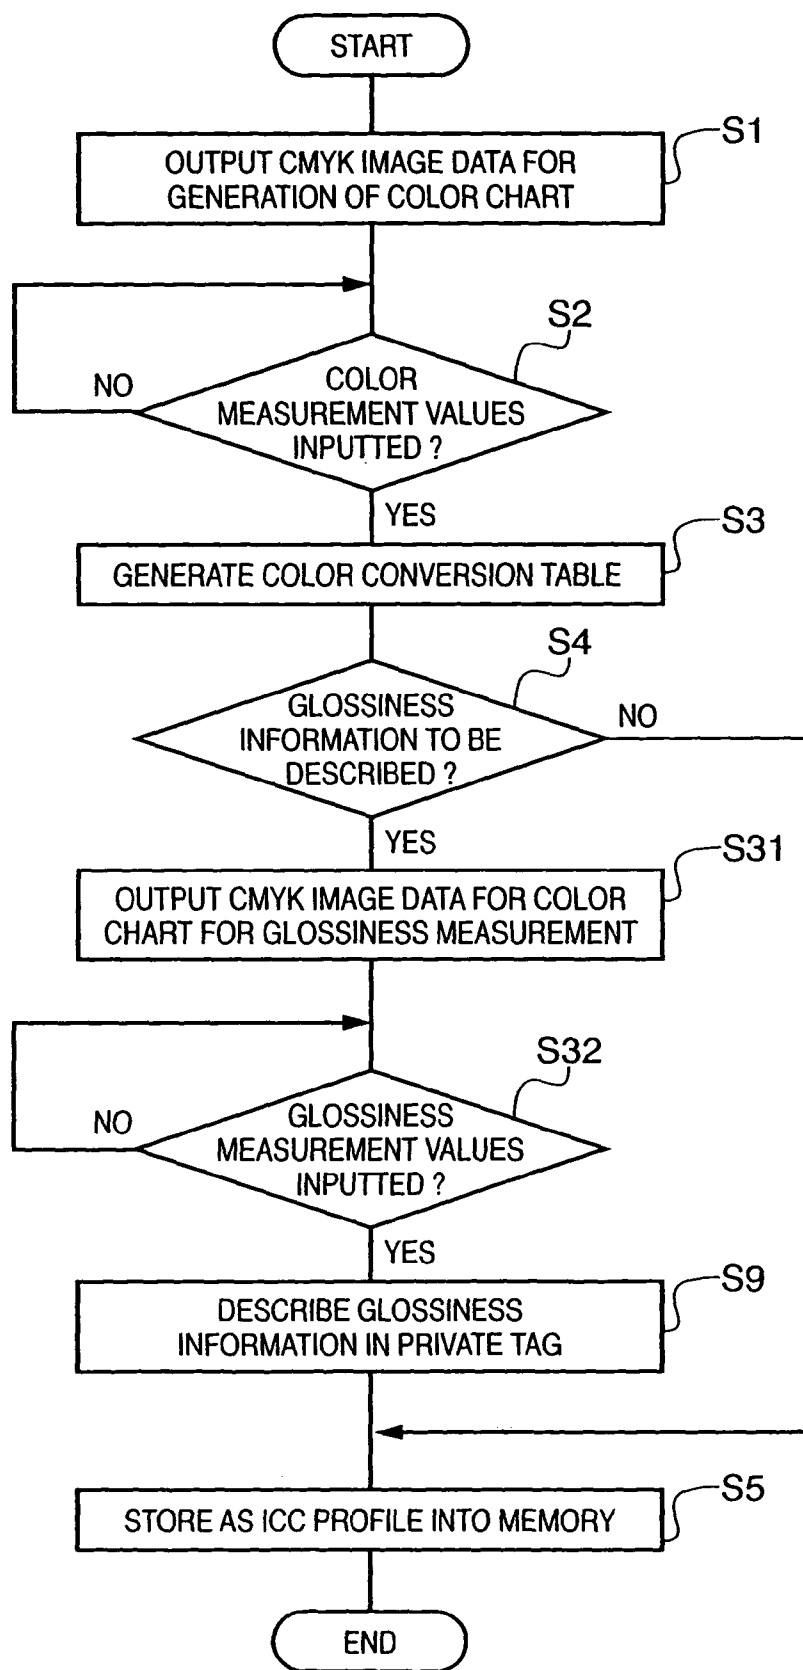 START
S1
OUTPUT CMYK IMAGE DATA FOR
GENERATION OF COLOR CHART
S2
COLOR
MEASUREMENT VALUES
INPUTTED ?
NO
YES
S3
GENERATE COLOR CONVERSION TABLE
S4
GLOSSINESS
INFORMATION TO BE
DESCRIBED ?
NO
YES
S31
OUTPUT CMYK IMAGE DATA FOR COLOR
CHART FOR GLOSSINESS MEASUREMENT
S32
GLOSSINESS
MEASUREMENT VALUES
INPUTTED ?
NO
YES
S9
DESCRIBE GLOSSINESS
INFORMATION IN PRIVATE TAG
S5
STORE AS ICC PROFILE INTO MEMORY
END